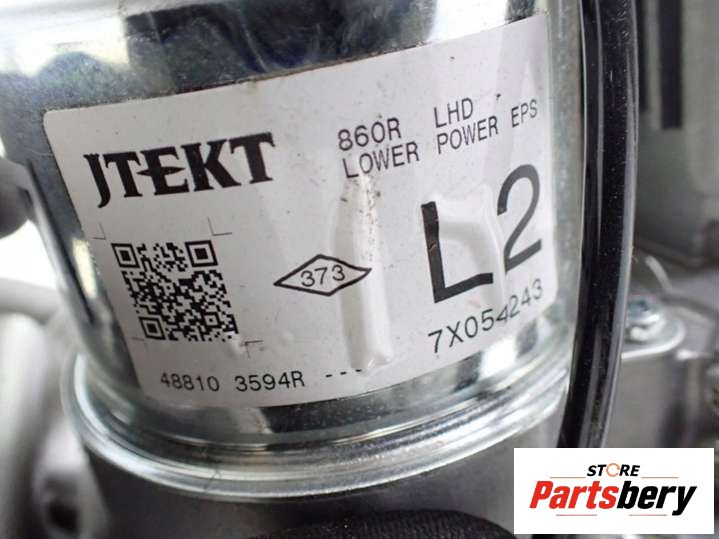 JTEKT
860R LHD
LOWER POWER EPS
L2
373
7X054243
48810 3594R ---
STORE
Partsbery